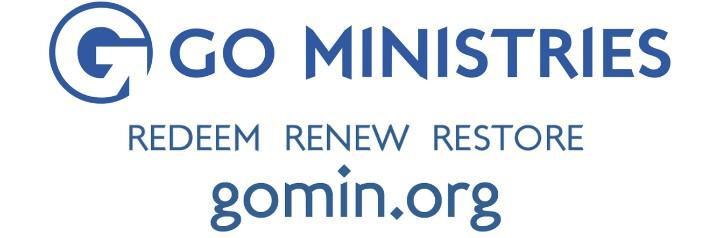 GO MINISTRIES
REDEEM RENEW RESTORE
gomin.org